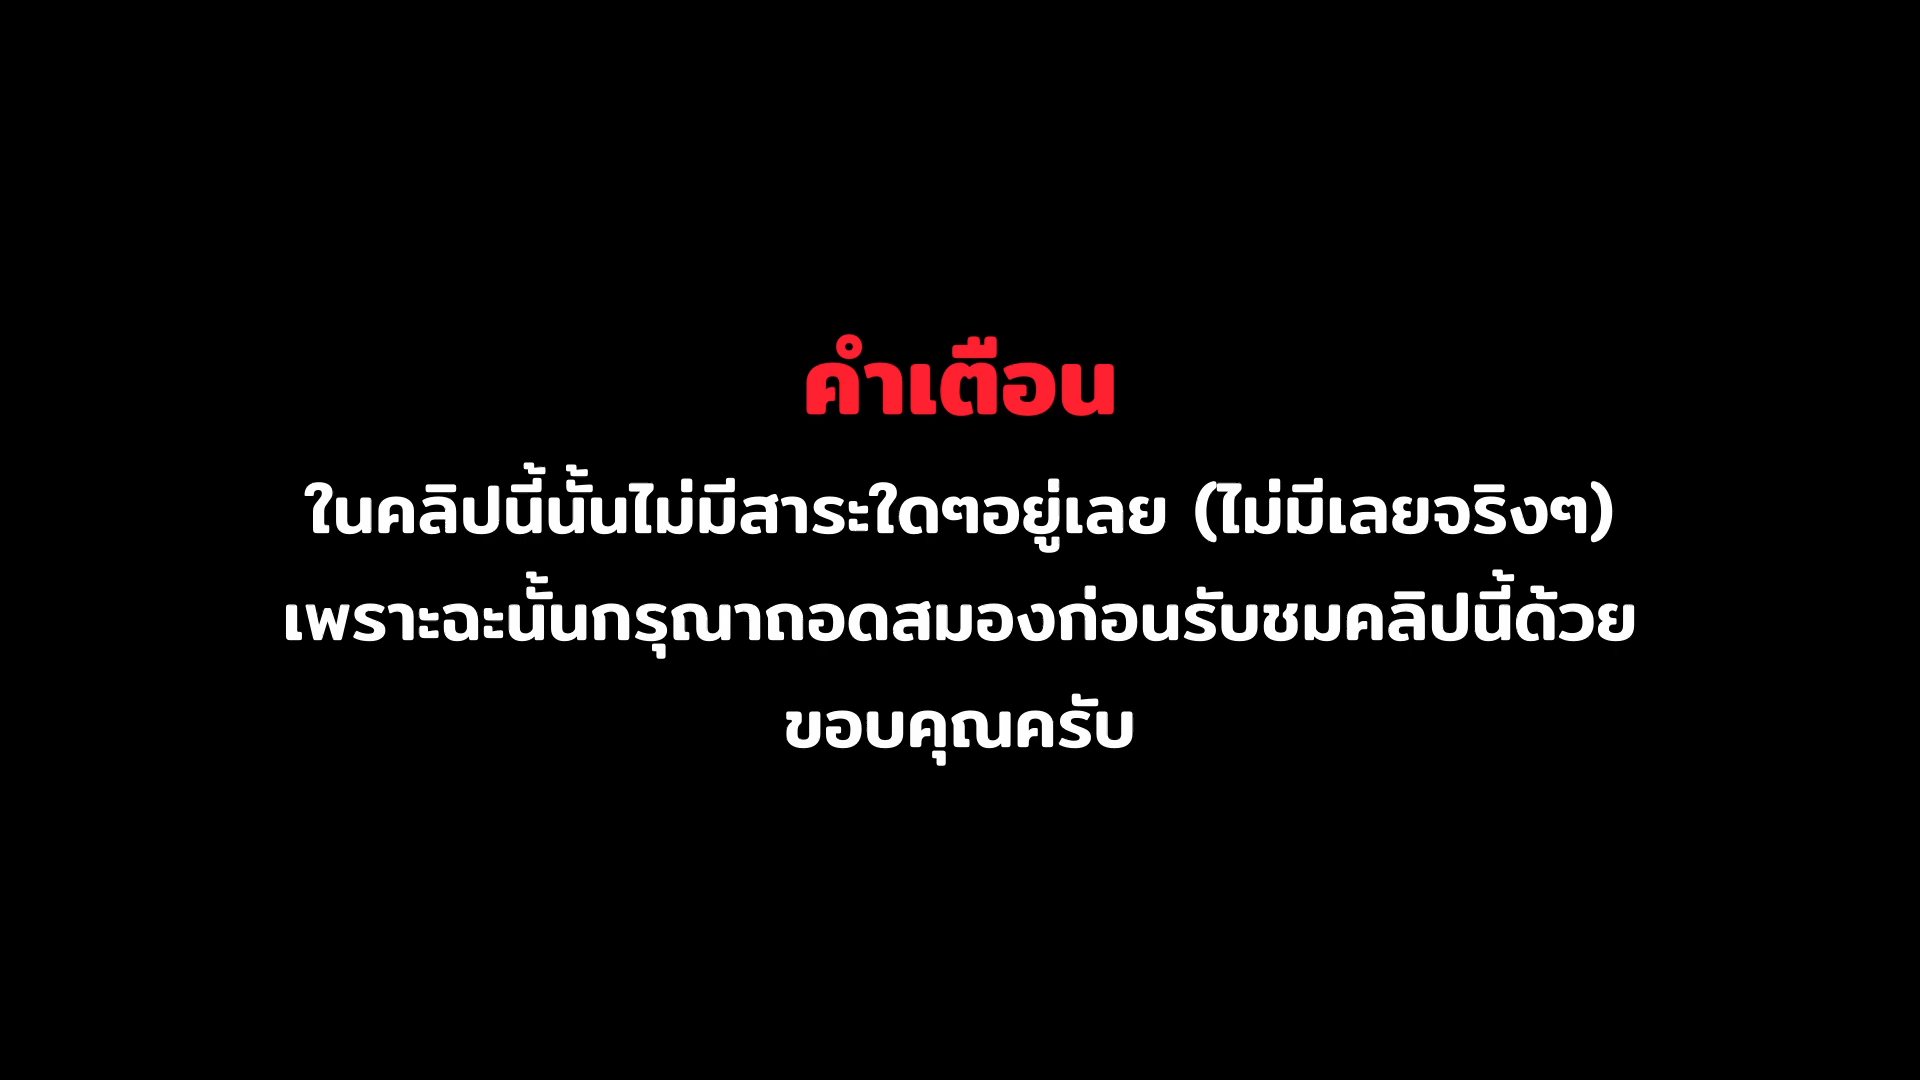 คำเตือน
ในคลิปนี้นั้นไม่มีสาระใดๆอยู่เลย (ไม่มีเลยจริงๆ)
เพราะฉะนั้นกรุณาถอดสมองก่อนรับชมคลิปนี้ด้วย
ขอบคุณครับ